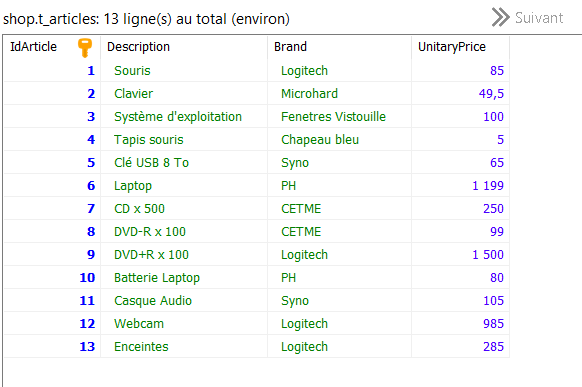 shop.t_articles: 13 ligne(s) au total (environ) Suivant
IdArticle Description Brand UnitaryPrice
1 Souris Logitech 85
2 Clavier Microhard 49,5
3 Système d'exploitation Fenetres Vistouille 100
4 Tapis souris Chapeau bleu 5
5 Clé USB 8 To Syno 65
6 Laptop PH 1 199
7 CD x 500 CETME 250
8 DVD-R x 100 CETME 99
9 DVD+R x 100 Logitech 1 500
10 Batterie Laptop PH 80
11 Casque Audio Syno 105
12 Webcam Logitech 985
13 Enceintes Logitech 285